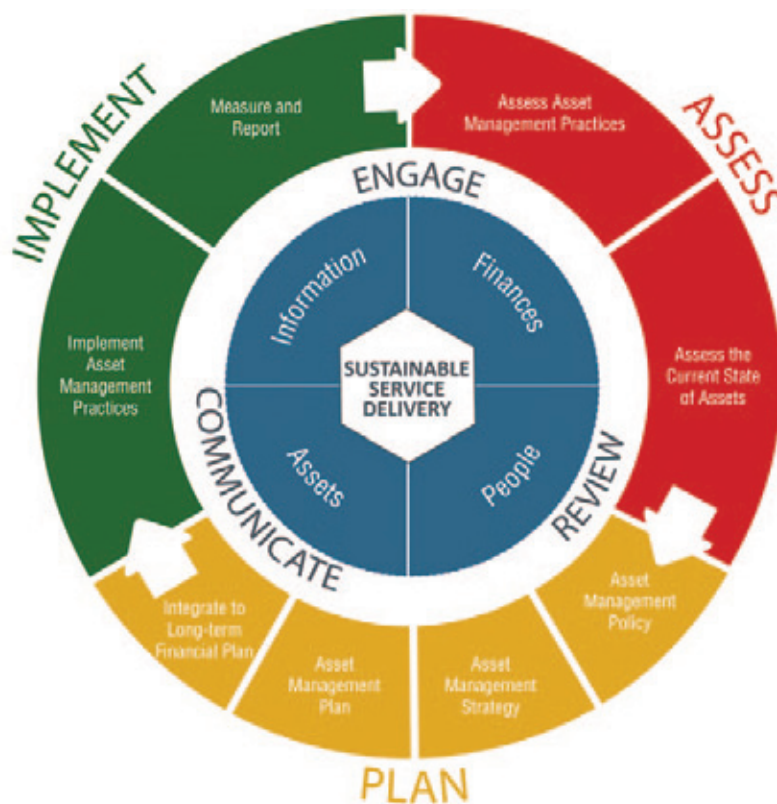 IMPLEMENT
Measure and
Report
Assess Asset
Management Practices
ASSESS
ENGAGE
Information
Finances
Implement
Asset
Management
Practices
SUSTAINABLE
SERVICE
DELIVERY
Assess the
Current State
of Assets
COMMUNICATE
Assets
People
REVIEW
Integrate to
Long-term
Financial Plan
Asset
Management
Plan
Asset
Management
Strategy
Asset
Management
Policy
PLAN